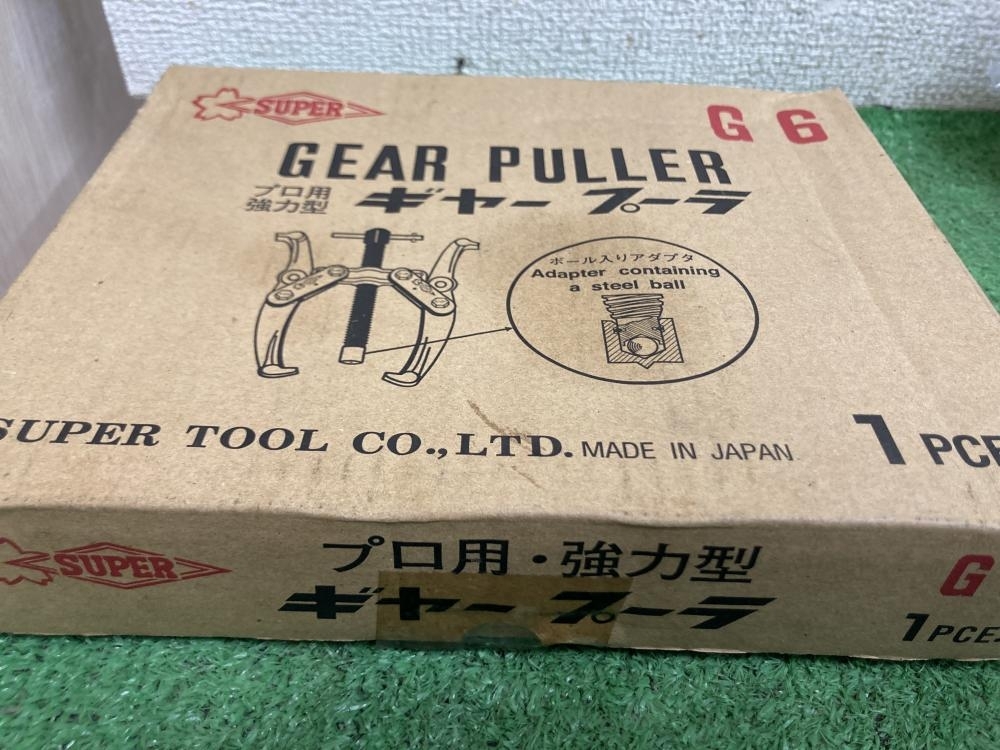 SUPER
G 6
GEAR PULLER
プロ用
強力型
ギヤープーラ
ボール入りアダプタ
Adapter containing
a steel ball
SUPER TOOL CO.,LTD. MADE IN JAPAN
1 PCE
SUPER
プロ用・強力型
G
ギヤープーラ
1 PCE.